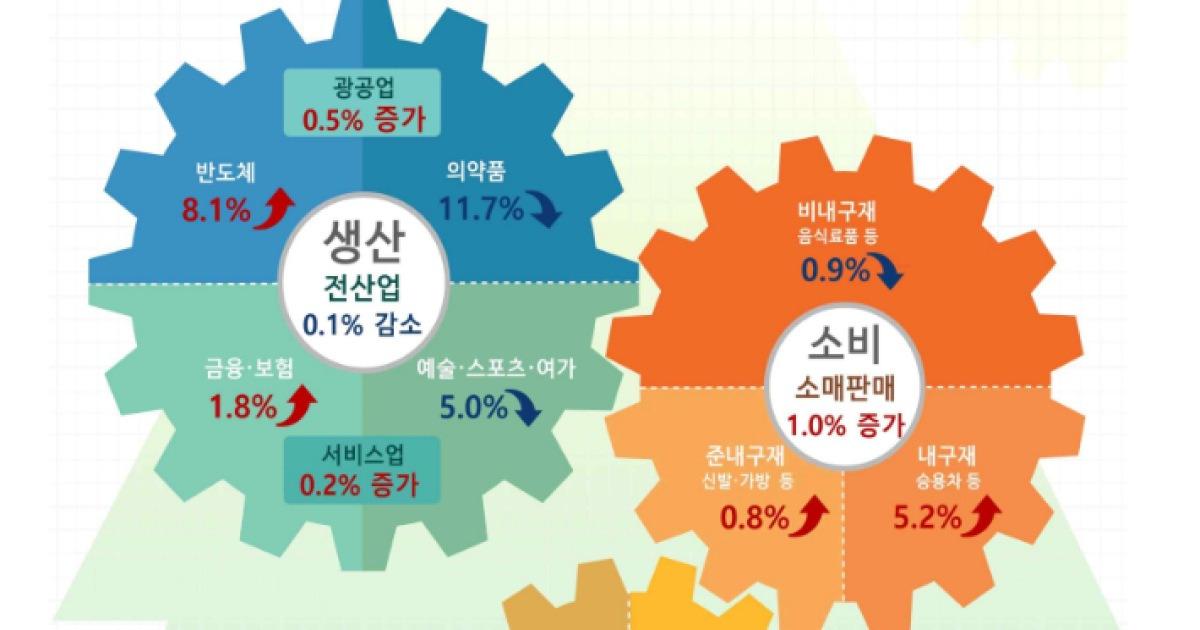 광공업
0.5% 증가
반도체
8.1%
의약품
11.7%
생산
전산업
0.1% 감소
금융·보험
1.8%
예술·스포츠·여가
5.0%
서비스업
0.2% 증가
비내구재
음식료품 등
0.9%
소비
소매판매
1.0% 증가
준내구재
신발·가방 등
0.8%
내구재
승용차 등
5.2%